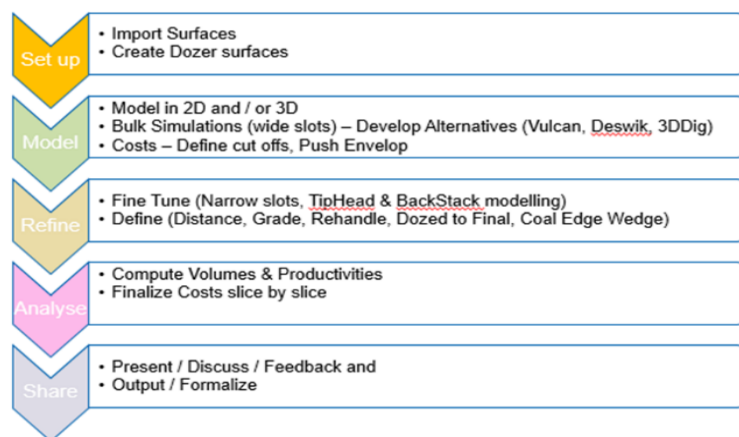 Set up
• Import Surfaces
• Create Dozer surfaces
Model
• Model in 2D and / or 3D
• Bulk Simulations (wide slots) – Develop Alternatives (Vulcan, Deswik, 3DDig)
• Costs – Define cut offs, Push Envelop
Refine
• Fine Tune (Narrow slots, TipHead & BackStack modelling)
• Define (Distance, Grade, Rehandle, Dozed to Final, Coal Edge Wedge)
Analyse
• Compute Volumes & Productivities
• Finalize Costs slice by slice
Share
• Present / Discuss / Feedback and
• Output / Formalize